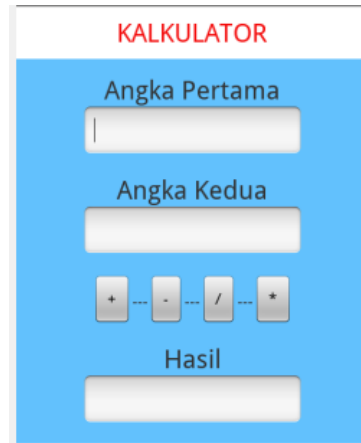 KALKULATOR
Angka Pertama
Angka Kedua
+ --- - --- / --- *
Hasil